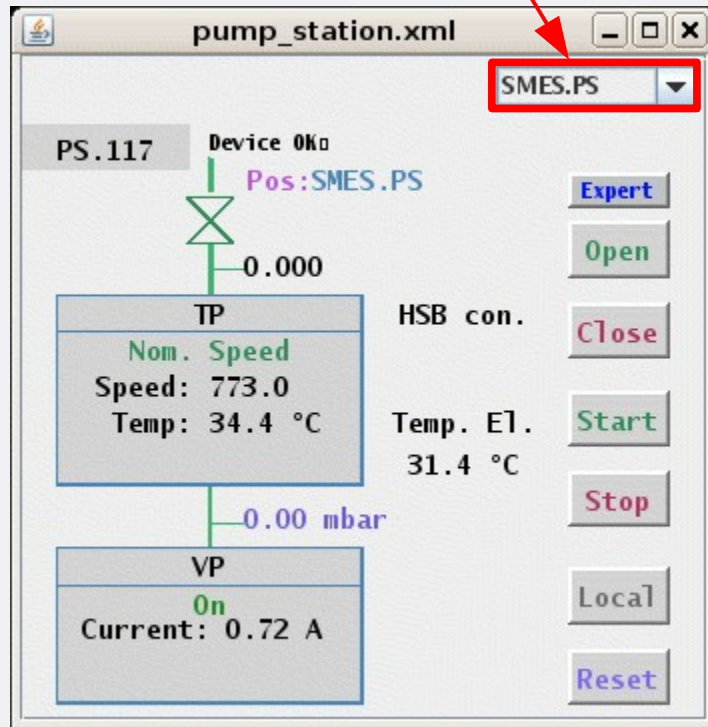 pump_station.xml
SMES.PS
PS.117
Device OK
Pos:SMES.PS
Expert
Open
0.000
TP
HSB con.
Close
Nom. Speed
Speed: 773.0
Temp: 34.4 °C
Temp. El.
31.4 °C
Start
Stop
0.00 mbar
VP
On
Current: 0.72 A
Local
Reset